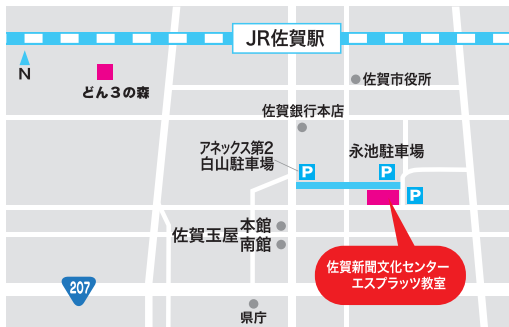 JR佐賀駅
N
どん3の森
佐賀市役所
佐賀銀行本店
アネックス第2
白山駐車場
永池駐車場
P
P
P
佐賀玉屋
本館
南館
佐賀新聞文化センター
エスプラッツ教室
207
県庁